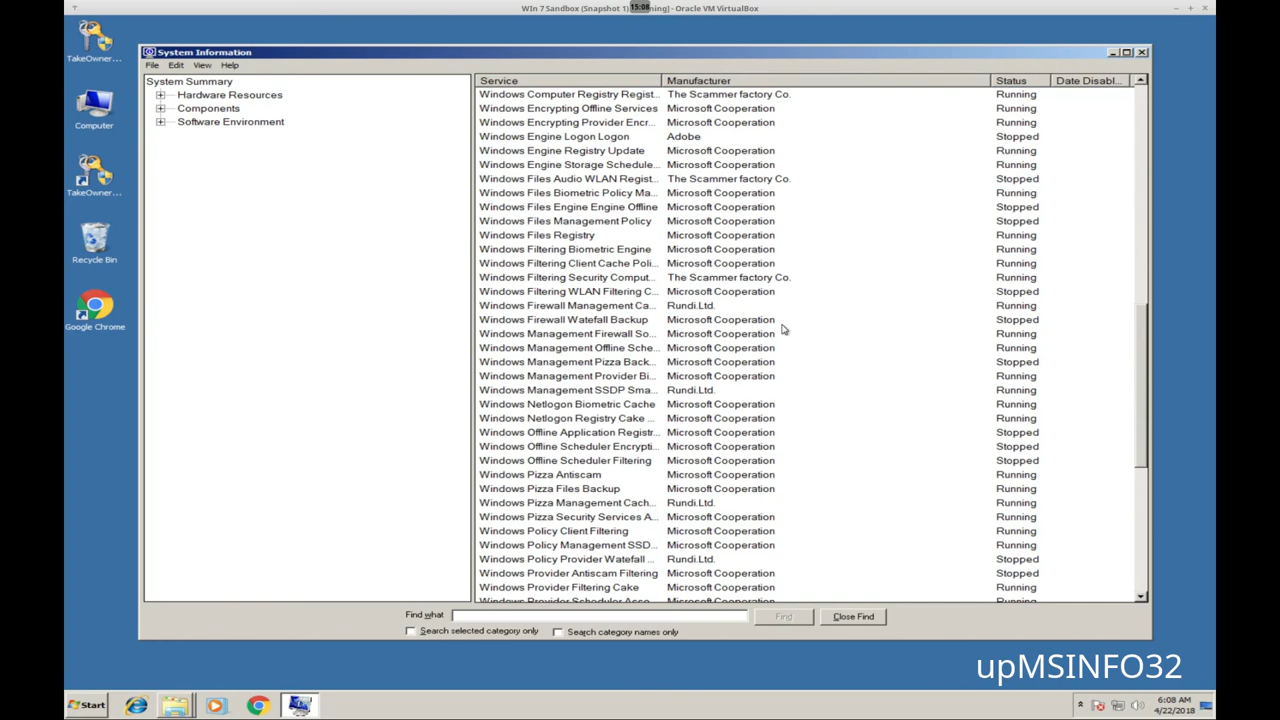 WIn 7 Sandbox (Snapshot 1) 15:08 ning] - Oracle VM VirtualBox
System Information
File Edit View Help
System Summary
Hardware Resources
Components
Software Environment
Service Manufacturer Status Date Disabl...
Windows Computer Registry Regist... The Scammer factory Co. Running
Windows Encrypting Offline Services Microsoft Cooperation Running
Windows Encrypting Provider Encr... Microsoft Cooperation Running
Windows Engine Logon Logon Adobe Stopped
Windows Engine Registry Update Microsoft Cooperation Running
Windows Engine Storage Schedule... Microsoft Cooperation Running
Windows Files Audio WLAN Regist... The Scammer factory Co. Stopped
Windows Files Biometric Policy Ma... Microsoft Cooperation Running
Windows Files Engine Engine Offline Microsoft Cooperation Stopped
Windows Files Management Policy Microsoft Cooperation Stopped
Windows Files Registry Microsoft Cooperation Running
Windows Filtering Biometric Engine Microsoft Cooperation Running
Windows Filtering Client Cache Poli... Microsoft Cooperation Running
Windows Filtering Security Comput... The Scammer factory Co. Running
Windows Filtering WLAN Filtering C... Microsoft Cooperation Stopped
Windows Firewall Management Ca... Rundi.Ltd. Running
Windows Firewall Watefall Backup Microsoft Cooperation Stopped
Windows Management Firewall So... Microsoft Cooperation Running
Windows Management Offline Sche... Microsoft Cooperation Running
Windows Management Pizza Back... Microsoft Cooperation Stopped
Windows Management Provider Bi... Microsoft Cooperation Running
Windows Management SSDP Sma... Rundi.Ltd. Running
Windows Netlogon Biometric Cache Microsoft Cooperation Running
Windows Netlogon Registry Cake ... Microsoft Cooperation Running
Windows Offline Application Registr... Microsoft Cooperation Stopped
Windows Offline Scheduler Encrypti... Microsoft Cooperation Stopped
Windows Offline Scheduler Filtering Microsoft Cooperation Stopped
Windows Pizza Antiscam Microsoft Cooperation Running
Windows Pizza Files Backup Microsoft Cooperation Running
Windows Pizza Management Cach... Rundi.Ltd. Running
Windows Pizza Security Services A... Microsoft Cooperation Running
Windows Policy Client Filtering Microsoft Cooperation Running
Windows Policy Management SSD... Microsoft Cooperation Running
Windows Policy Provider Watefall ... Rundi.Ltd. Stopped
Windows Provider Antiscam Filtering Microsoft Cooperation Stopped
Windows Provider Filtering Cake Microsoft Cooperation Running
Windows Provider Scheduler Asso... Microsoft Cooperation Running
Find what Find Close Find
Search selected category only Search category names only
TakeOwner...
Computer
TakeOwner...
Recycle Bin
Google Chrome
upMSINFO32
Start
6:08 AM
4/22/2018